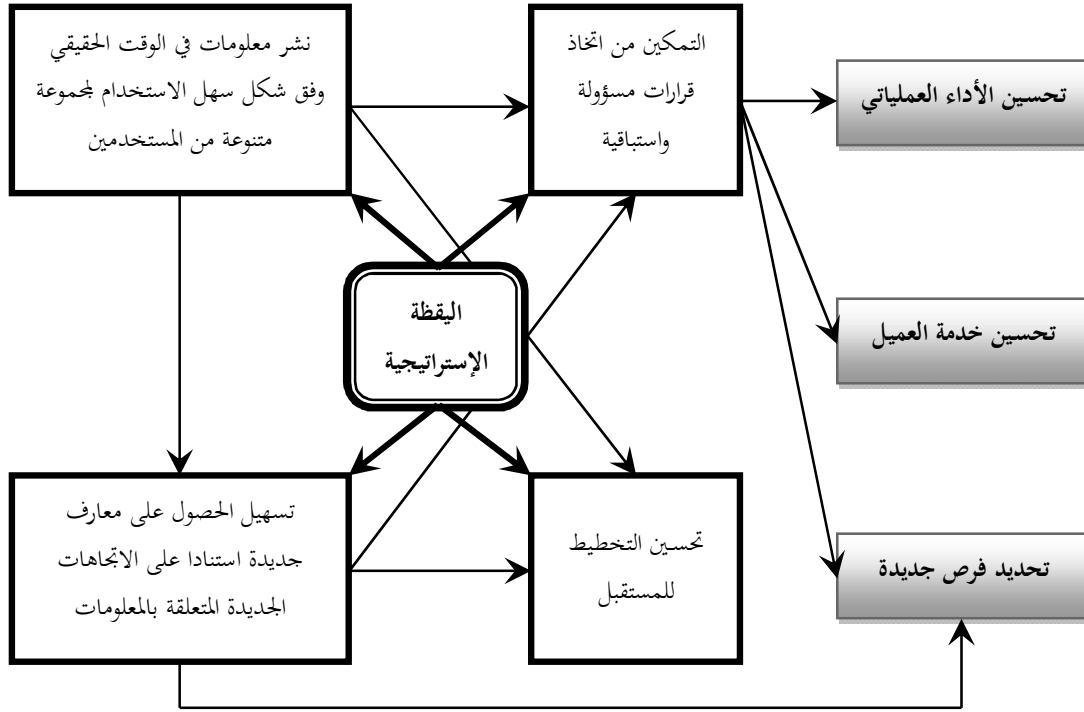 نشر معلومات في الوقت الحقيقي
وفق شكل سهل الاستخدام لمجموعة
متنوعة من المستخدمين
التمكين من اتخاذ
قرارات مسؤولة
واستباقية
تحسين الأداء العملياتي
اليقظة
الإستراتيجية
تحسين خدمة العميل
تسهيل الحصول على معارف
جديدة استنادا على الاتجاهات
الجديدة المتعلقة بالمعلومات
تحسين التخطيط
للمستقبل
تحديد فرص جديدة